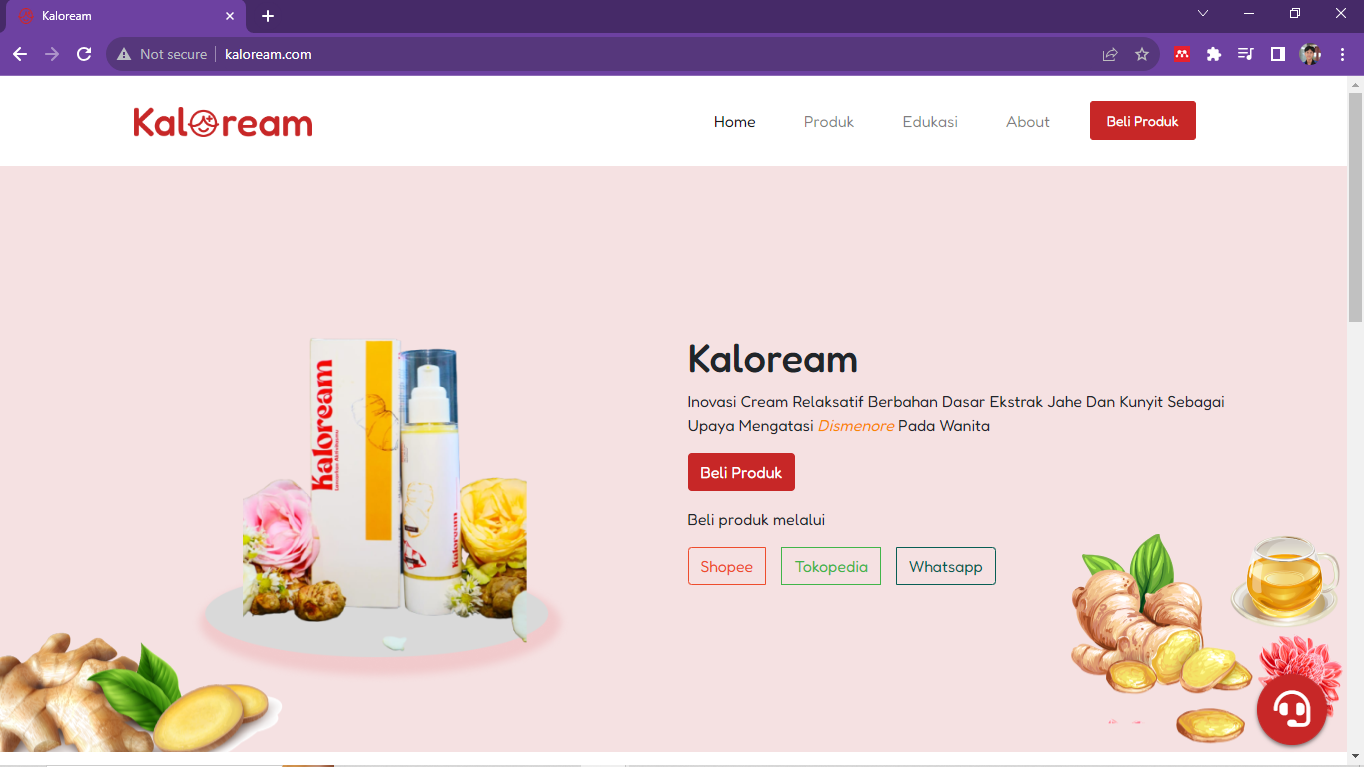 Kaloream
Not secure
kaloream.com
Kaloream
Home
Produk
Edukasi
About
Beli Produk
kaloream
Kaloream
Kaloream
Inovasi Cream Relaksatif Berbahan Dasar Ekstrak Jahe Dan Kunyit Sebagai
Upaya Mengatasi Dismenore Pada Wanita
Beli Produk
Beli produk melalui
Shopee
Tokopedia
Whatsapp